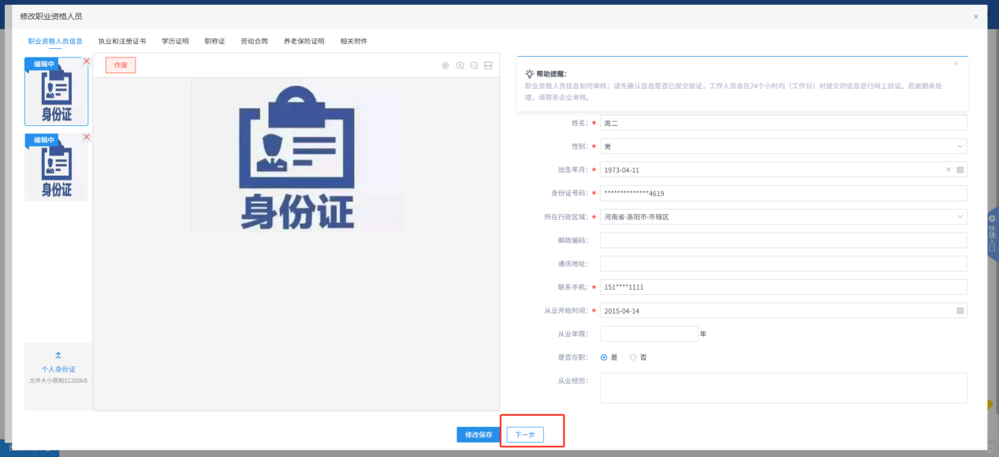 修改职业资格人员
职业资格人员信息 执业和注册证书 学历证明 职称证 劳动合同 养老保险证明 相关附件
编辑中
身份证
编辑中
身份证
个人身份证
文件大小限制51200kB
作废
身份证
帮助提醒：
职业资格人员信息如何审核：请先确认信息是否已提交验证，工作人员会在24个小时内（工作日）对提交的信息进行网上验证。若逾期未处
理，请联系企业审核。
姓名：* 周二
性别：* 男
出生年月：* 1973-04-11
身份证号码：* **************4619
所在行政区域：* 河南省·洛阳市·市辖区
邮政编码：
通讯地址：
联系手机：* 151****1111
从业开始时间：* 2015-04-14
从业年限： 年
是否在职： 是 否
从业经历：
修改保存 下一步
快捷入口